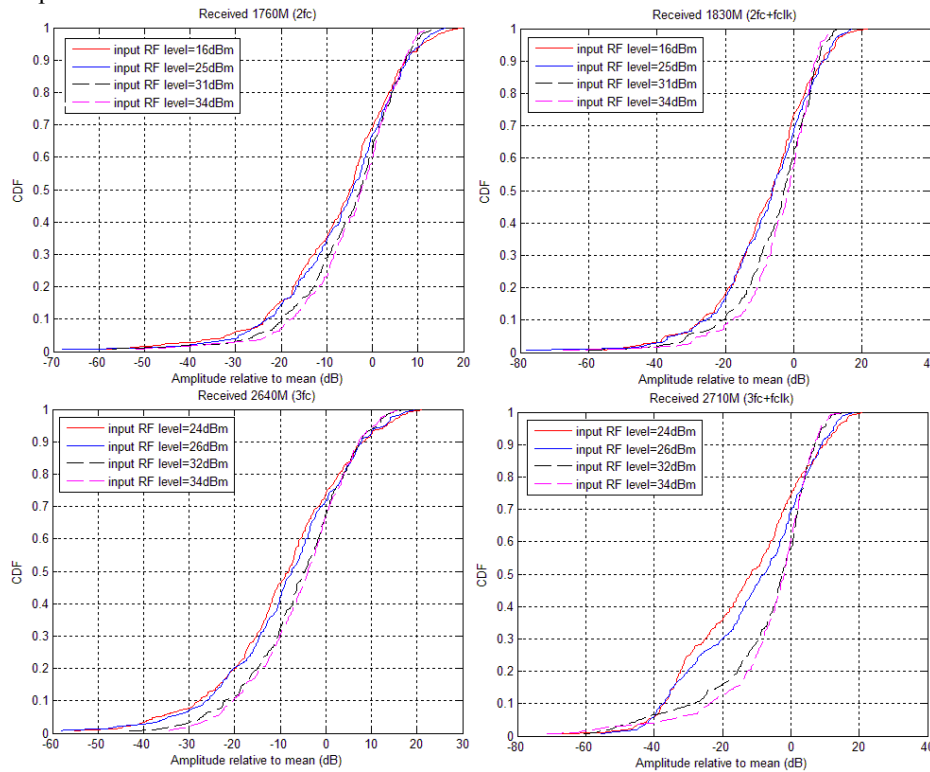 Received 1760M (2fc)
1
0.9
0.8
0.7
0.6
0.5
0.4
0.3
0.2
0.1
0
CDF
input RF level=16dBm
input RF level=25dBm
input RF level=31dBm
input RF level=34dBm
-70 -60 -50 -40 -30 -20 -10 0 10 20
Amplitude relative to mean (dB)
Received 1830M (2fc+fclk)
1
0.9
0.8
0.7
0.6
0.5
0.4
0.3
0.2
0.1
0
CDF
input RF level=16dBm
input RF level=25dBm
input RF level=31dBm
input RF level=34dBm
-80 -60 -40 -20 0 20 40
Amplitude relative to mean (dB)
Received 2640M (3fc)
1
0.9
0.8
0.7
0.6
0.5
0.4
0.3
0.2
0.1
0
CDF
input RF level=24dBm
input RF level=26dBm
input RF level=32dBm
input RF level=34dBm
-60 -50 -40 -30 -20 -10 0 10 20 30
Amplitude relative to mean (dB)
Received 2710M (3fc+fclk)
1
0.9
0.8
0.7
0.6
0.5
0.4
0.3
0.2
0.1
0
CDF
input RF level=24dBm
input RF level=26dBm
input RF level=32dBm
input RF level=34dBm
-80 -60 -40 -20 0 20 40
Amplitude relative to mean (dB)